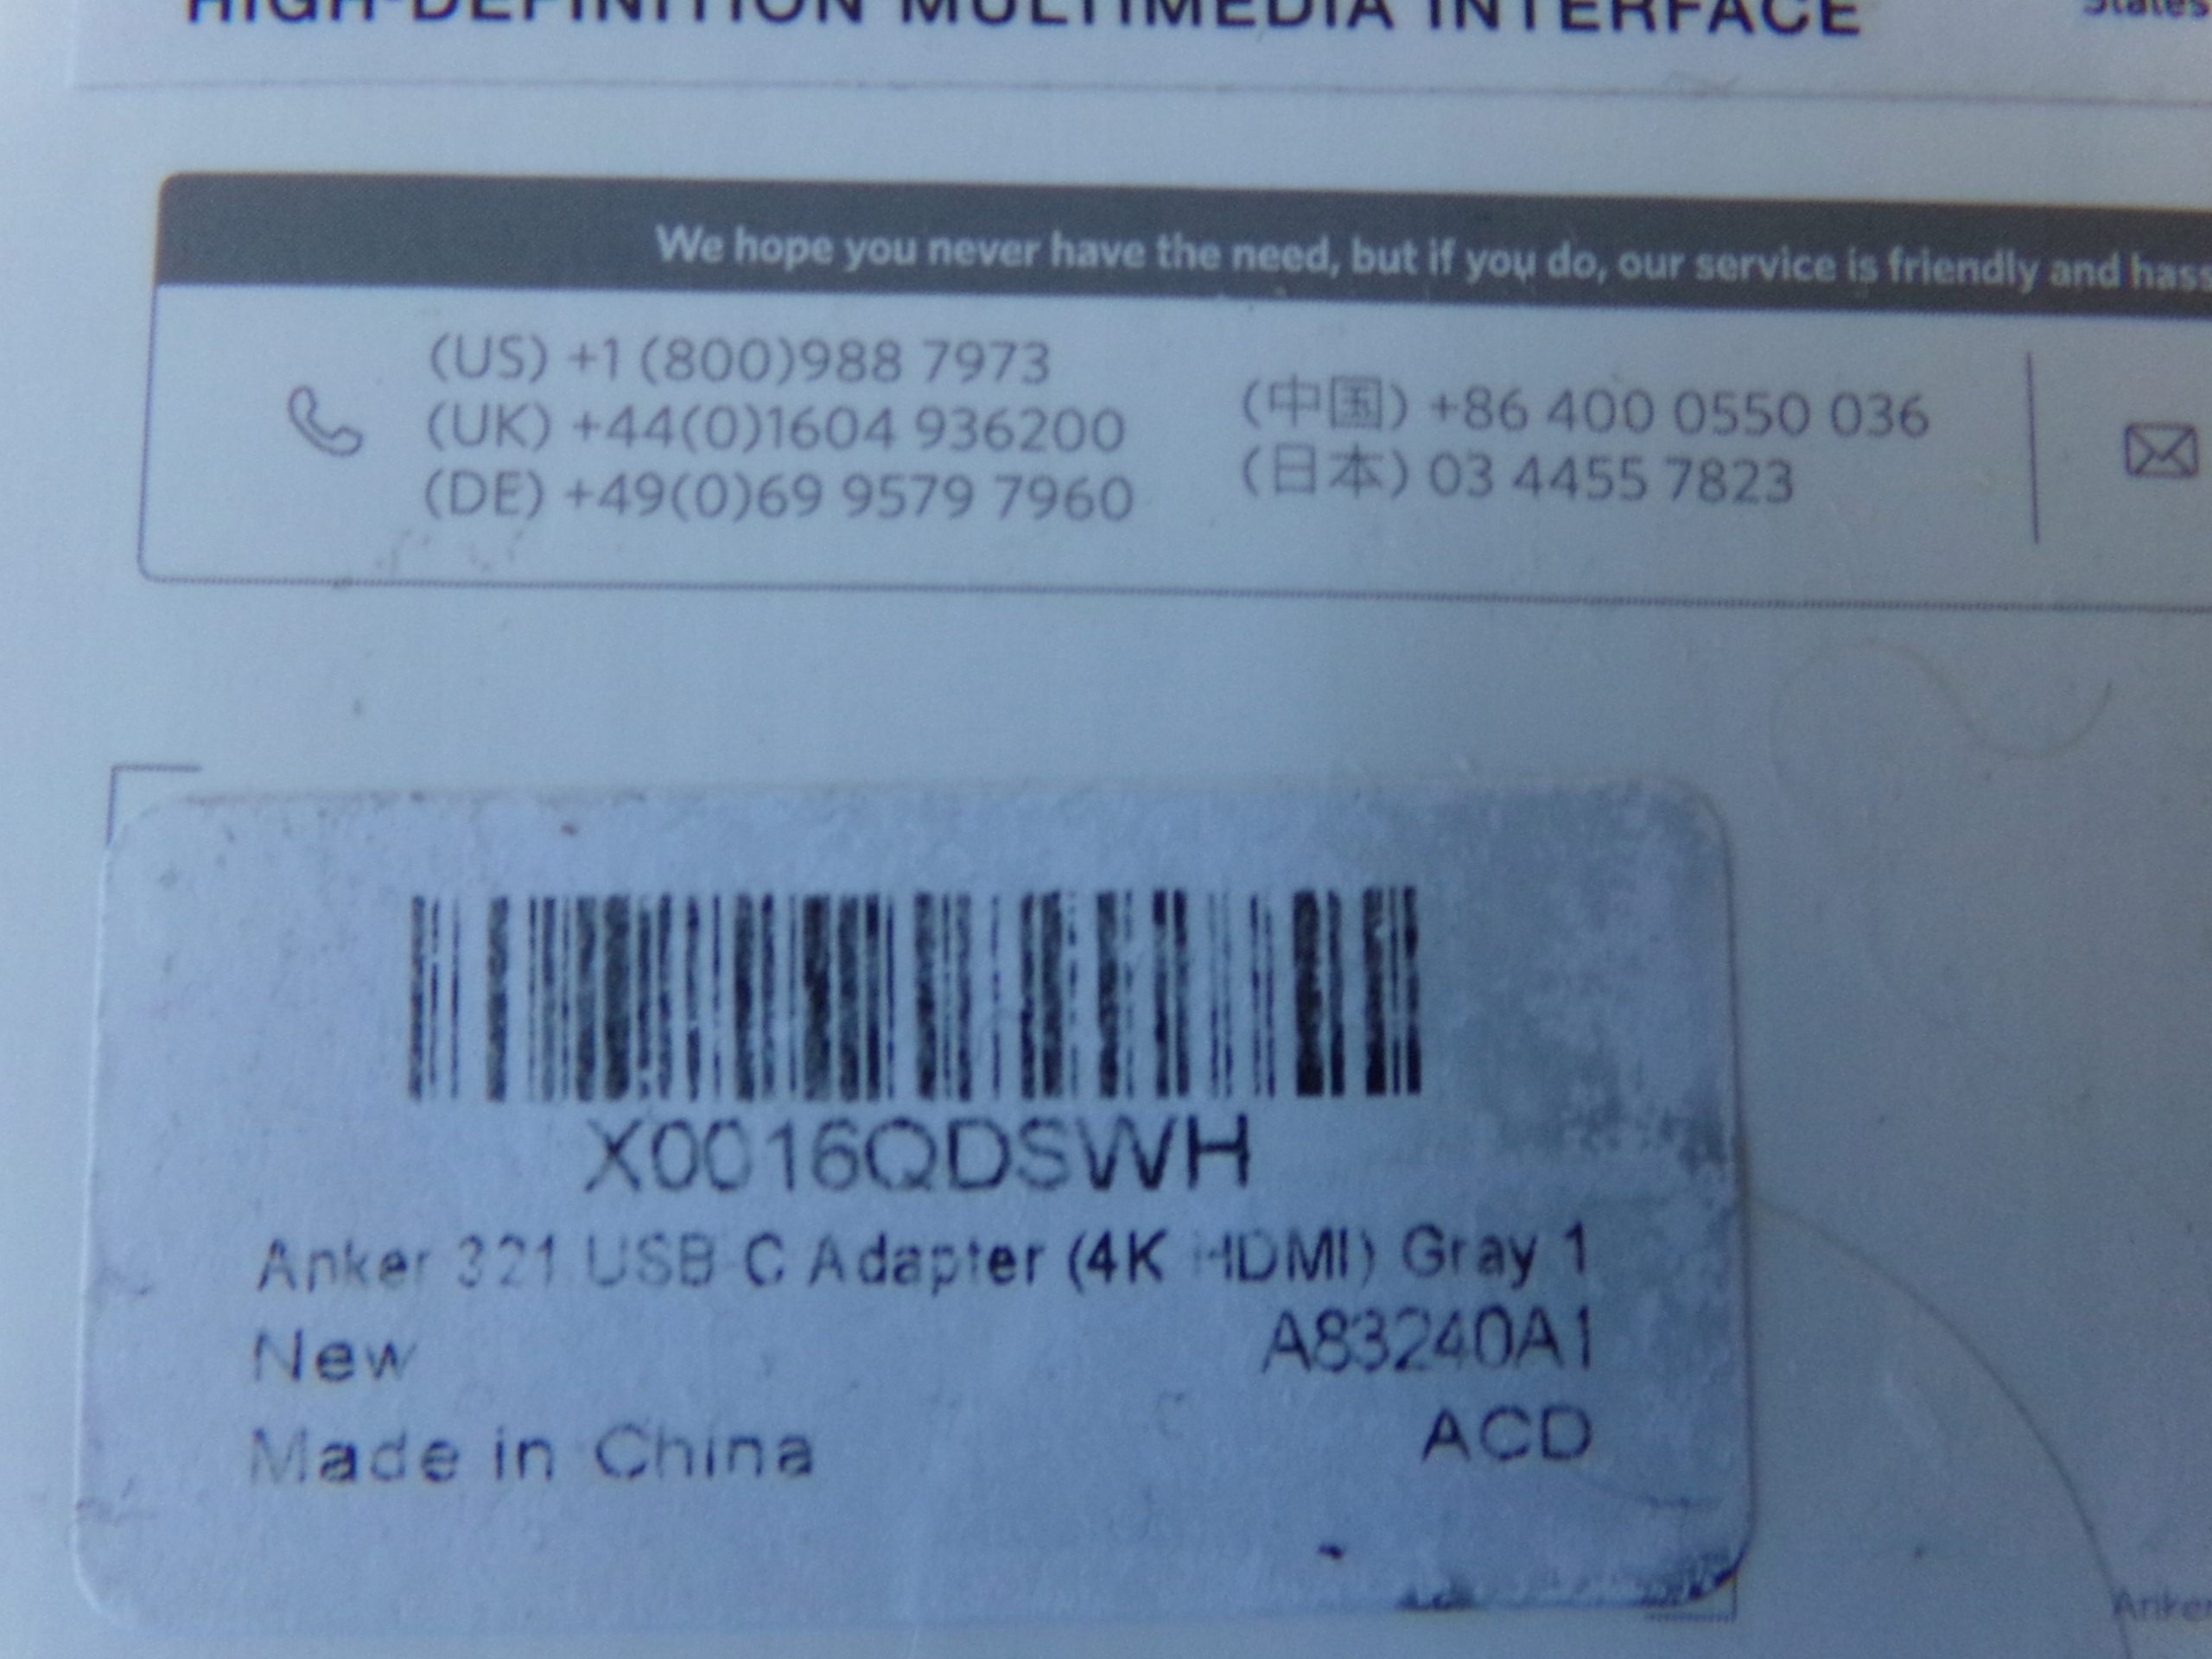 HIGH-DEFINITION MULTIMEDIA INTERFACE
States
We hope you never have the need, but if you do, our service is friendly and hass
(US) +1 (800)988 7973
(UK) +44(0)1604 936200
(DE) +49(0)69 9579 7960
(中国) +86 400 0550 036
(日本) 03 4455 7823
X0016QDSWH
Anker 321 USB C Adapter (4K HDMI) Gray 1
New A83240A1
Made in China ACD
Anker